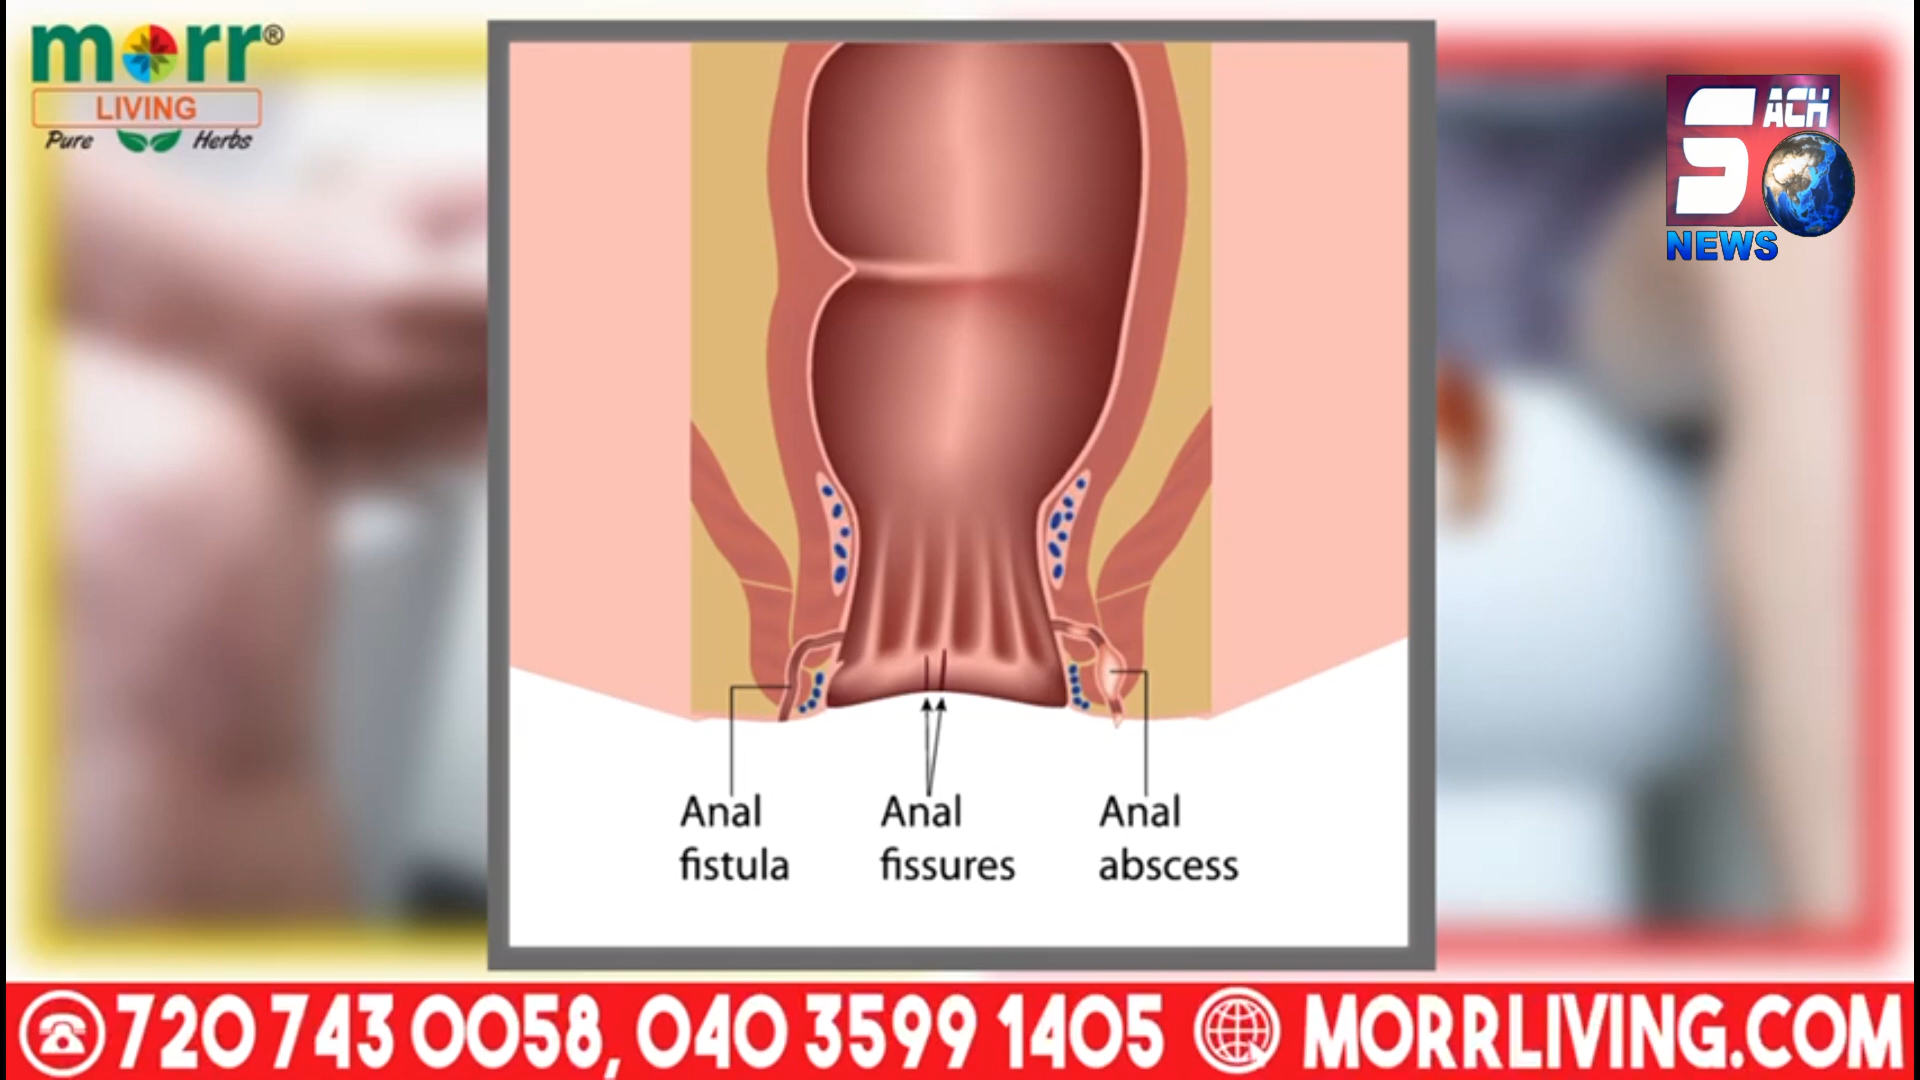 morr®
LIVING
Pure Herbs
SACH
NEWS
Anal fistula
Anal fissures
Anal abscess
720 743 0058, 040 3599 1405 MORRLIVING.COM